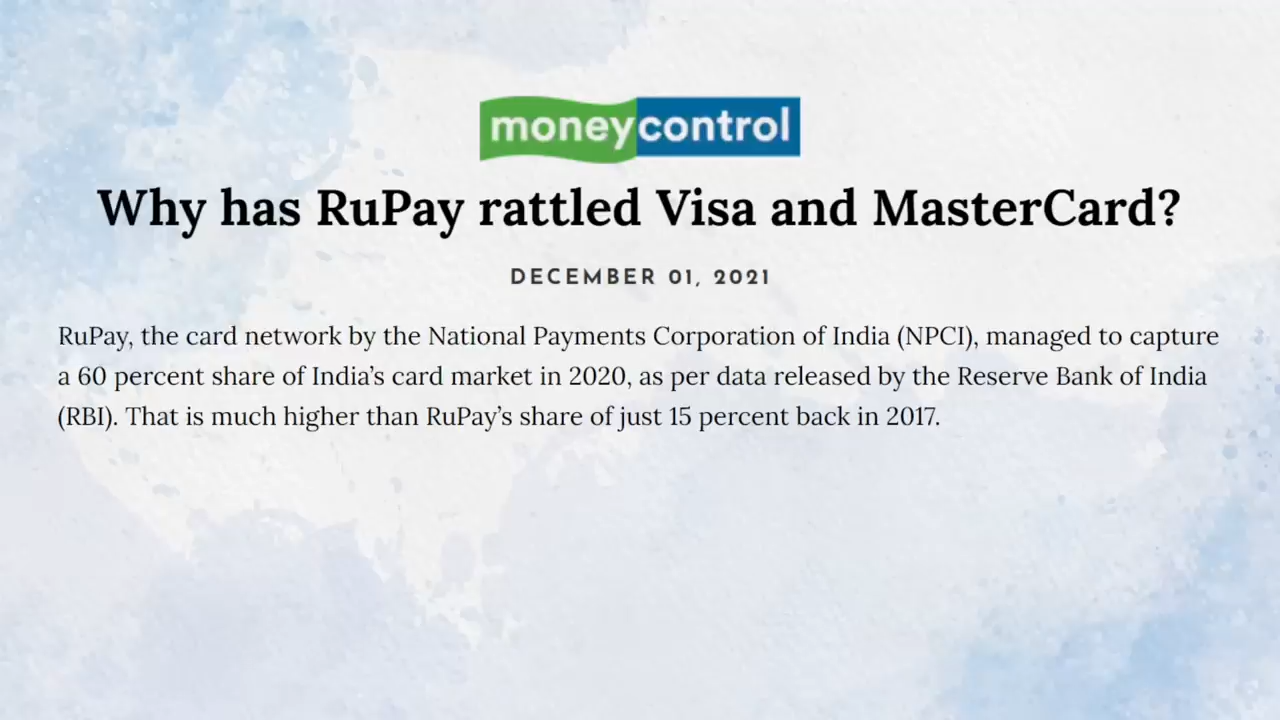 moneycontrol
Why has RuPay rattled Visa and MasterCard?
DECEMBER 01, 2021
RuPay, the card network by the National Payments Corporation of India (NPCI), managed to capture
a 60 percent share of India’s card market in 2020, as per data released by the Reserve Bank of India
(RBI). That is much higher than RuPay’s share of just 15 percent back in 2017.